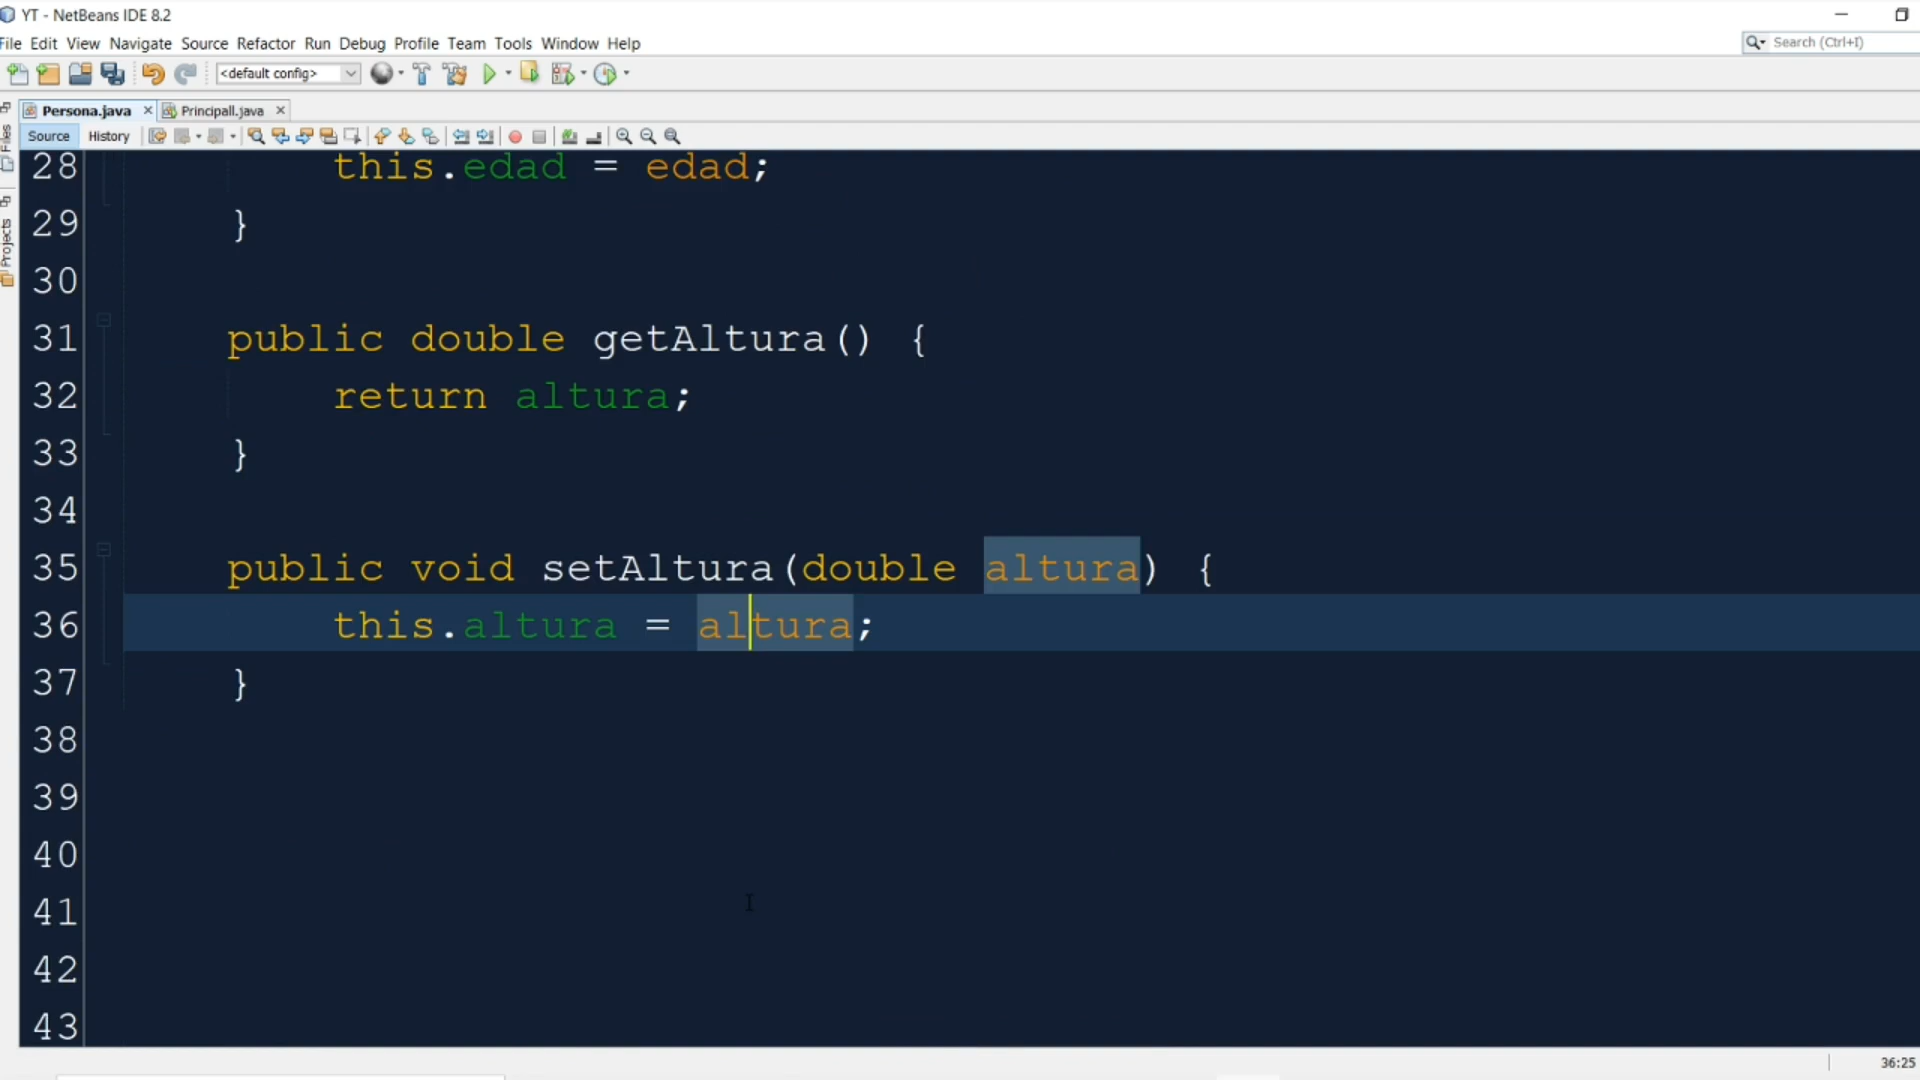 YT - NetBeans IDE 8.2
File Edit View Navigate Source Refactor Run Debug Profile Team Tools Window Help
Search (Ctrl+I)
<default config>
Persona.java
Principall.java
Source History
Files
Projects
28 this.edad = edad;
29 }
30
31 public double getAltura() {
32 return altura;
33 }
34
35 public void setAltura(double altura) {
36 this.altura = altura;
37 }
38
39
40
41
42
43
36:25